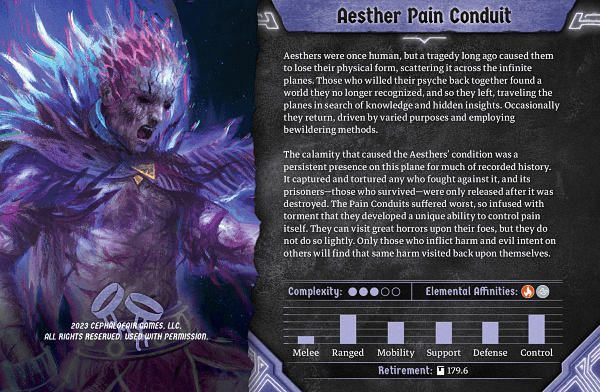 Aesther Pain Conduit
Aesthers were once human, but a tragedy long ago caused them
to lose their physical form, scattering it across the infinite
planes. Those who willed their psyche back together found a
world they no longer recognized, and so they left, traveling the
planes in search of knowledge and hidden insights. Occasionally
they return, driven by varied purposes and employing
bewildering methods.
The calamity that caused the Aesthers’ condition was a
persistent presence on this plane for much of recorded history.
It captured and tortured any who fought against it, and its
prisoners—those who survived—were only released after it was
destroyed. The Pain Conduits suffered worst, so infused with
torment that they developed a unique ability to control pain
itself. They can visit great horrors upon their foes, but they do
not do so lightly. Only those who inflict harm and evil intent on
others will find that same harm visited back upon themselves.
Complexity: Elemental Affinities:
Melee Ranged Mobility Support Defense Control
Retirement: 179.6
2023 CEPHALOFAIR GAMES, LLC.
ALL RIGHTS RESERVED. USED WITH PERMISSION.